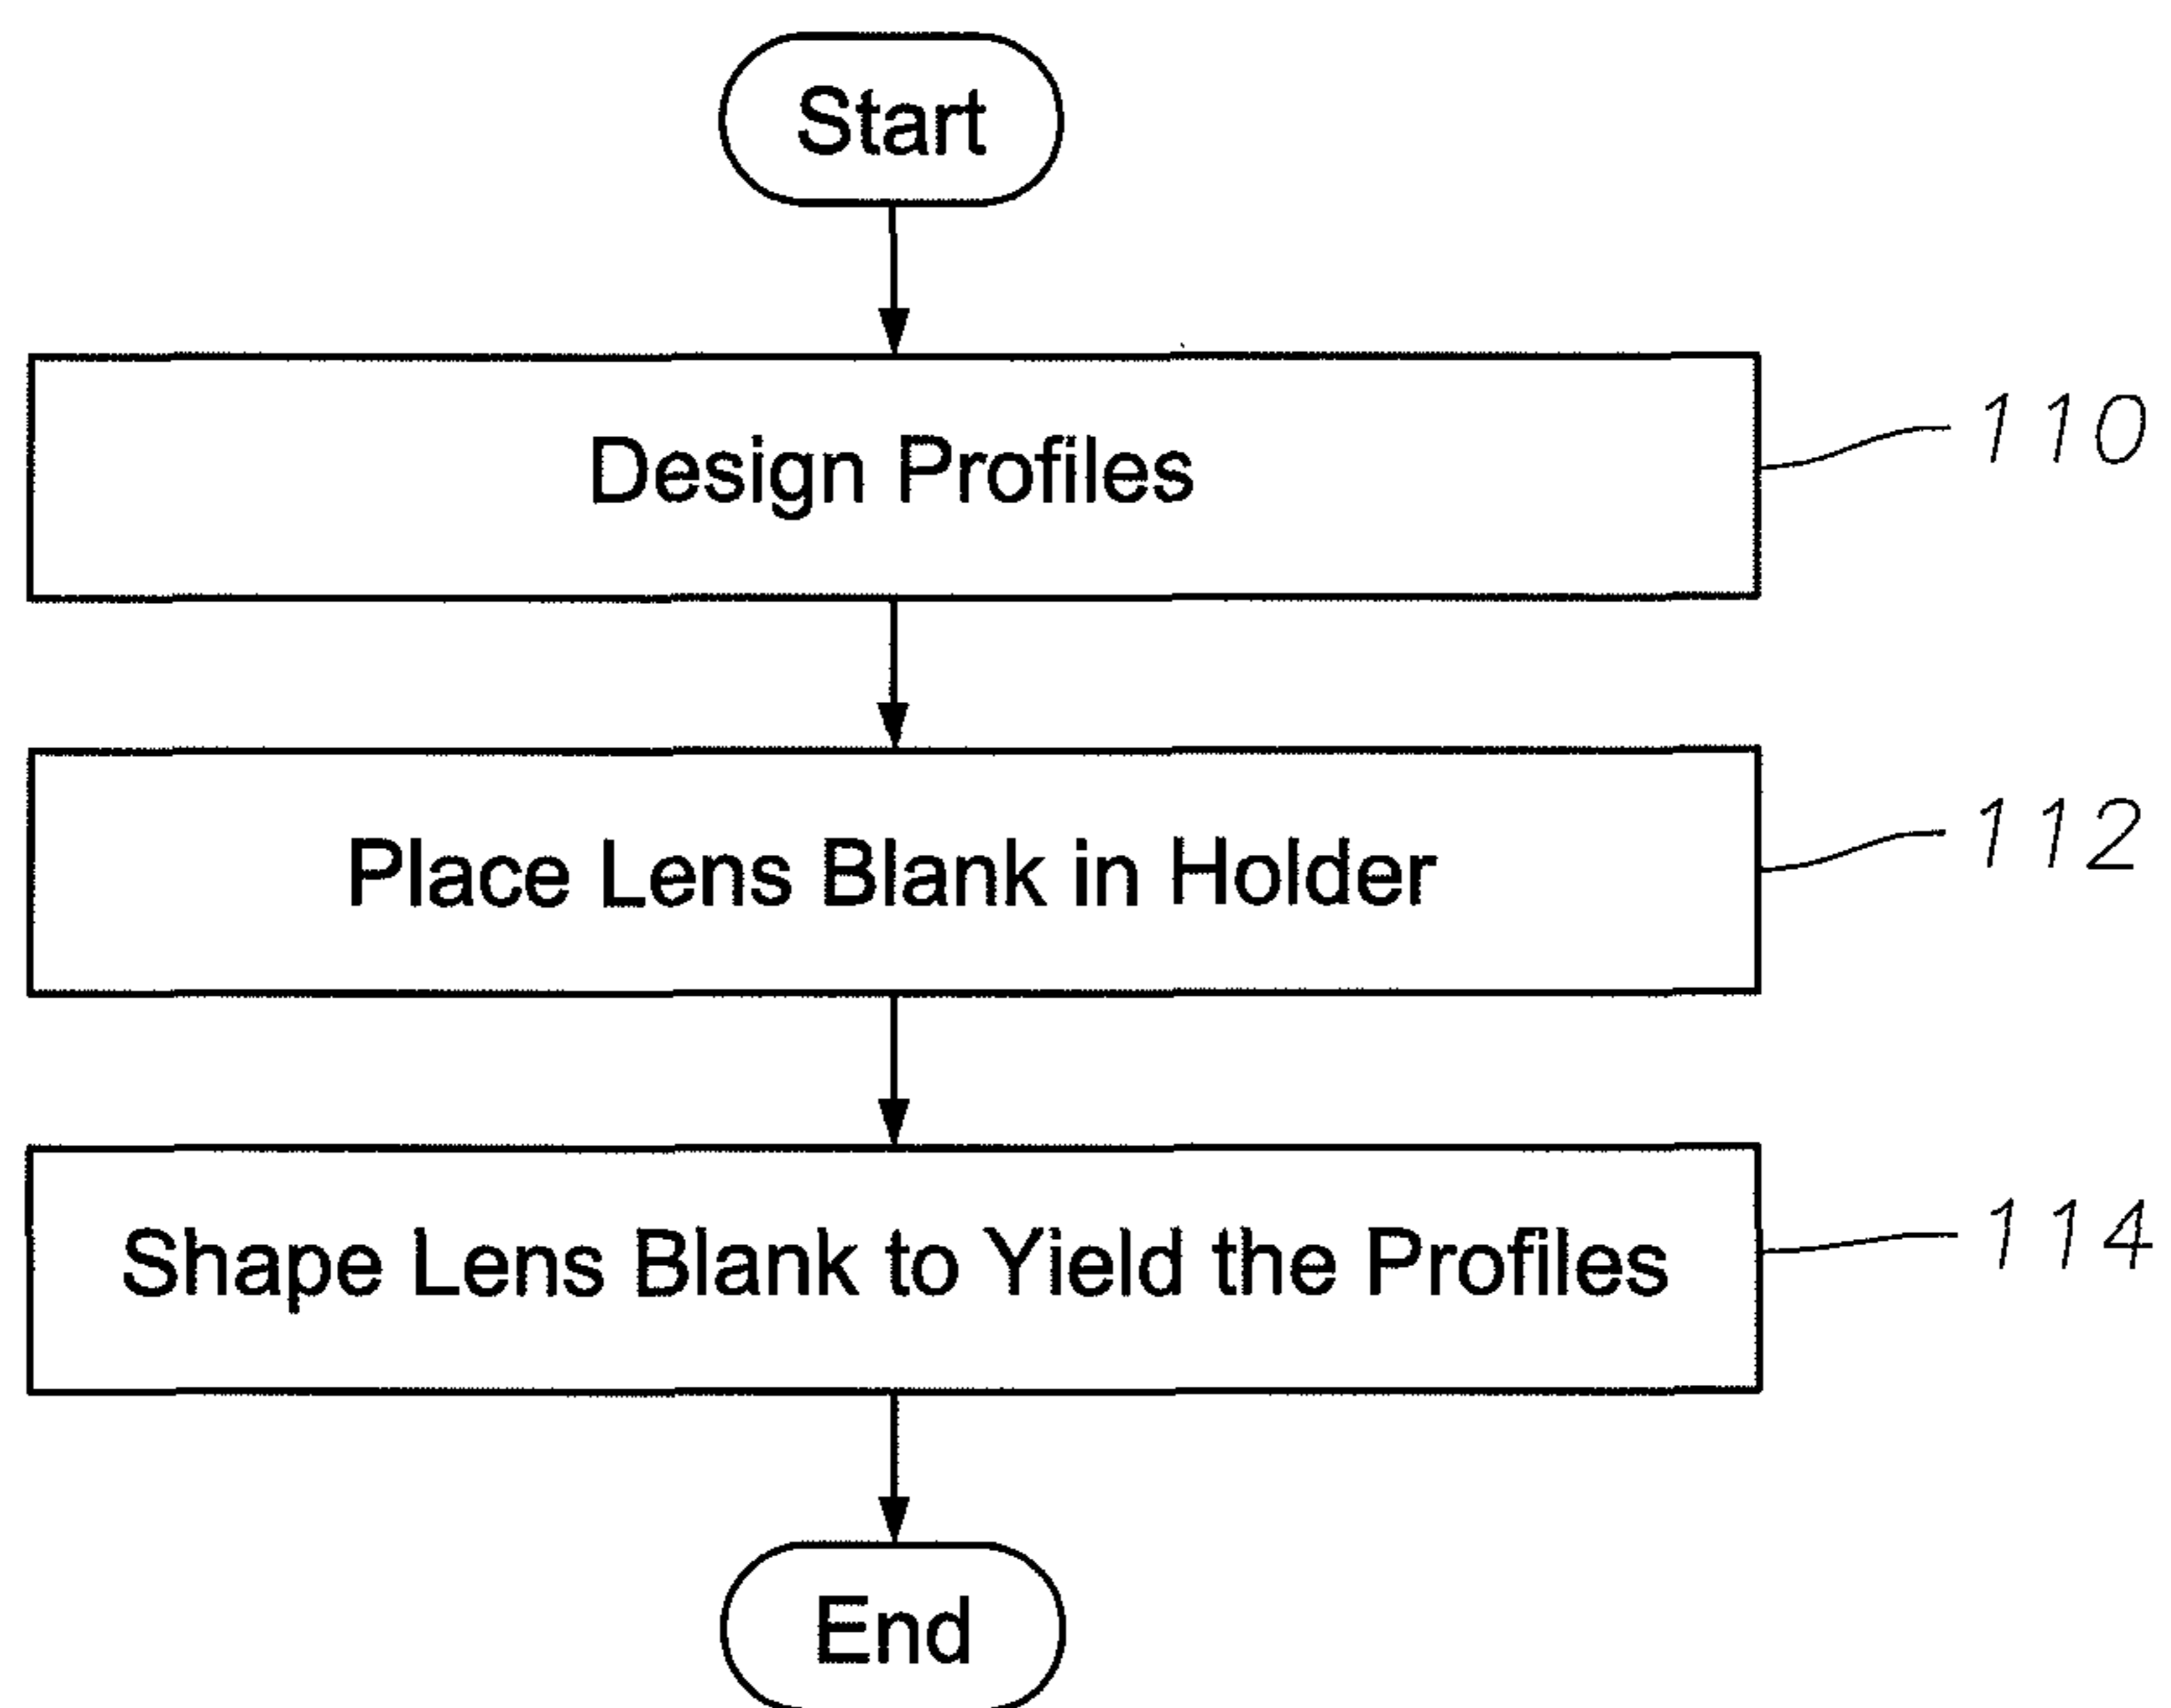 Start
Design Profiles
110
Place Lens Blank in Holder
112
Shape Lens Blank to Yield the Profiles
114
End